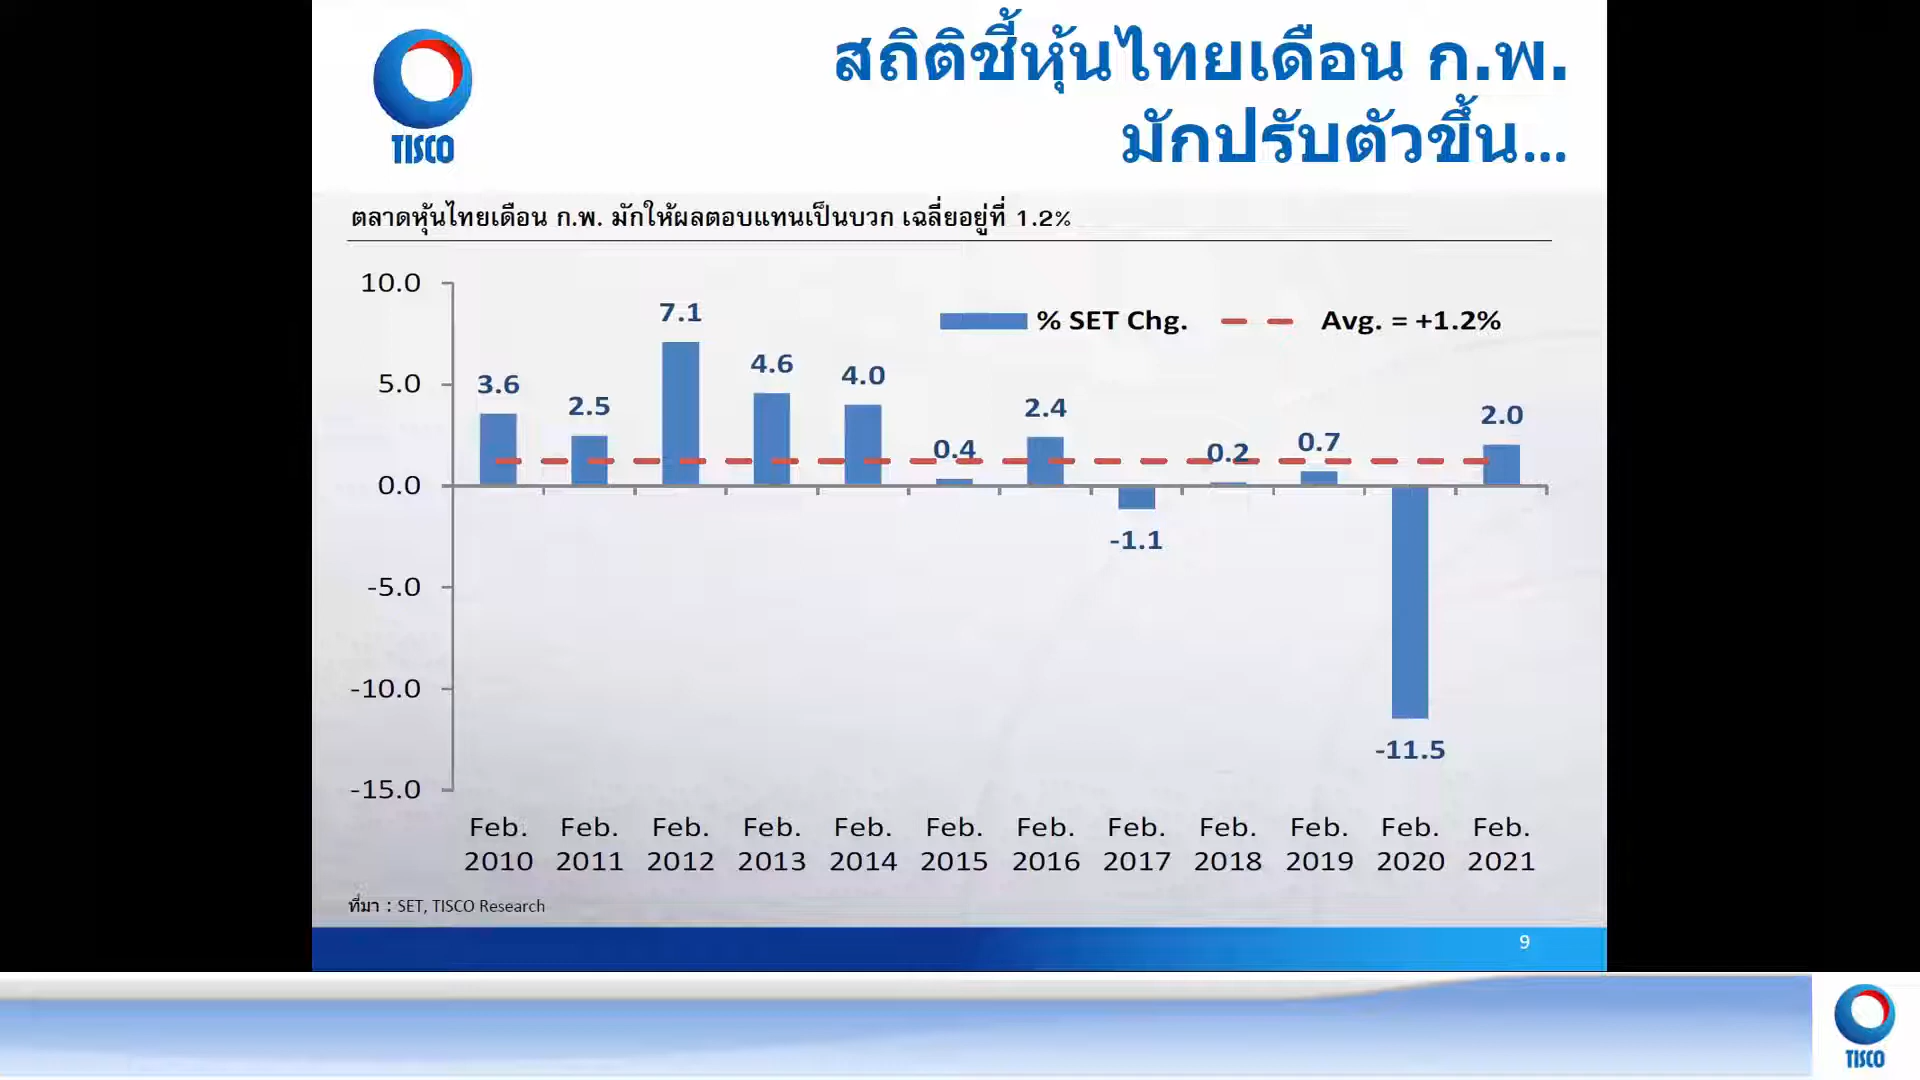 TISCO
สถิติชี้หุ้นไทยเดือน ก.พ.
มักปรับตัวขึ้น...
ตลาดหุ้นไทยเดือน ก.พ. มักให้ผลตอบแทนเป็นบวก เฉลี่ยอยู่ที่ 1.2%
% SET Chg. Avg. = +1.2%
10.0
5.0
0.0
-5.0
-10.0
-15.0
3.6 2.5 7.1 4.6 4.0 0.4 2.4 -1.1 0.2 0.7 -11.5 2.0
Feb. Feb. Feb. Feb. Feb. Feb. Feb. Feb. Feb. Feb. Feb. Feb.
2010 2011 2012 2013 2014 2015 2016 2017 2018 2019 2020 2021
ที่มา : SET, TISCO Research
9
TISCO